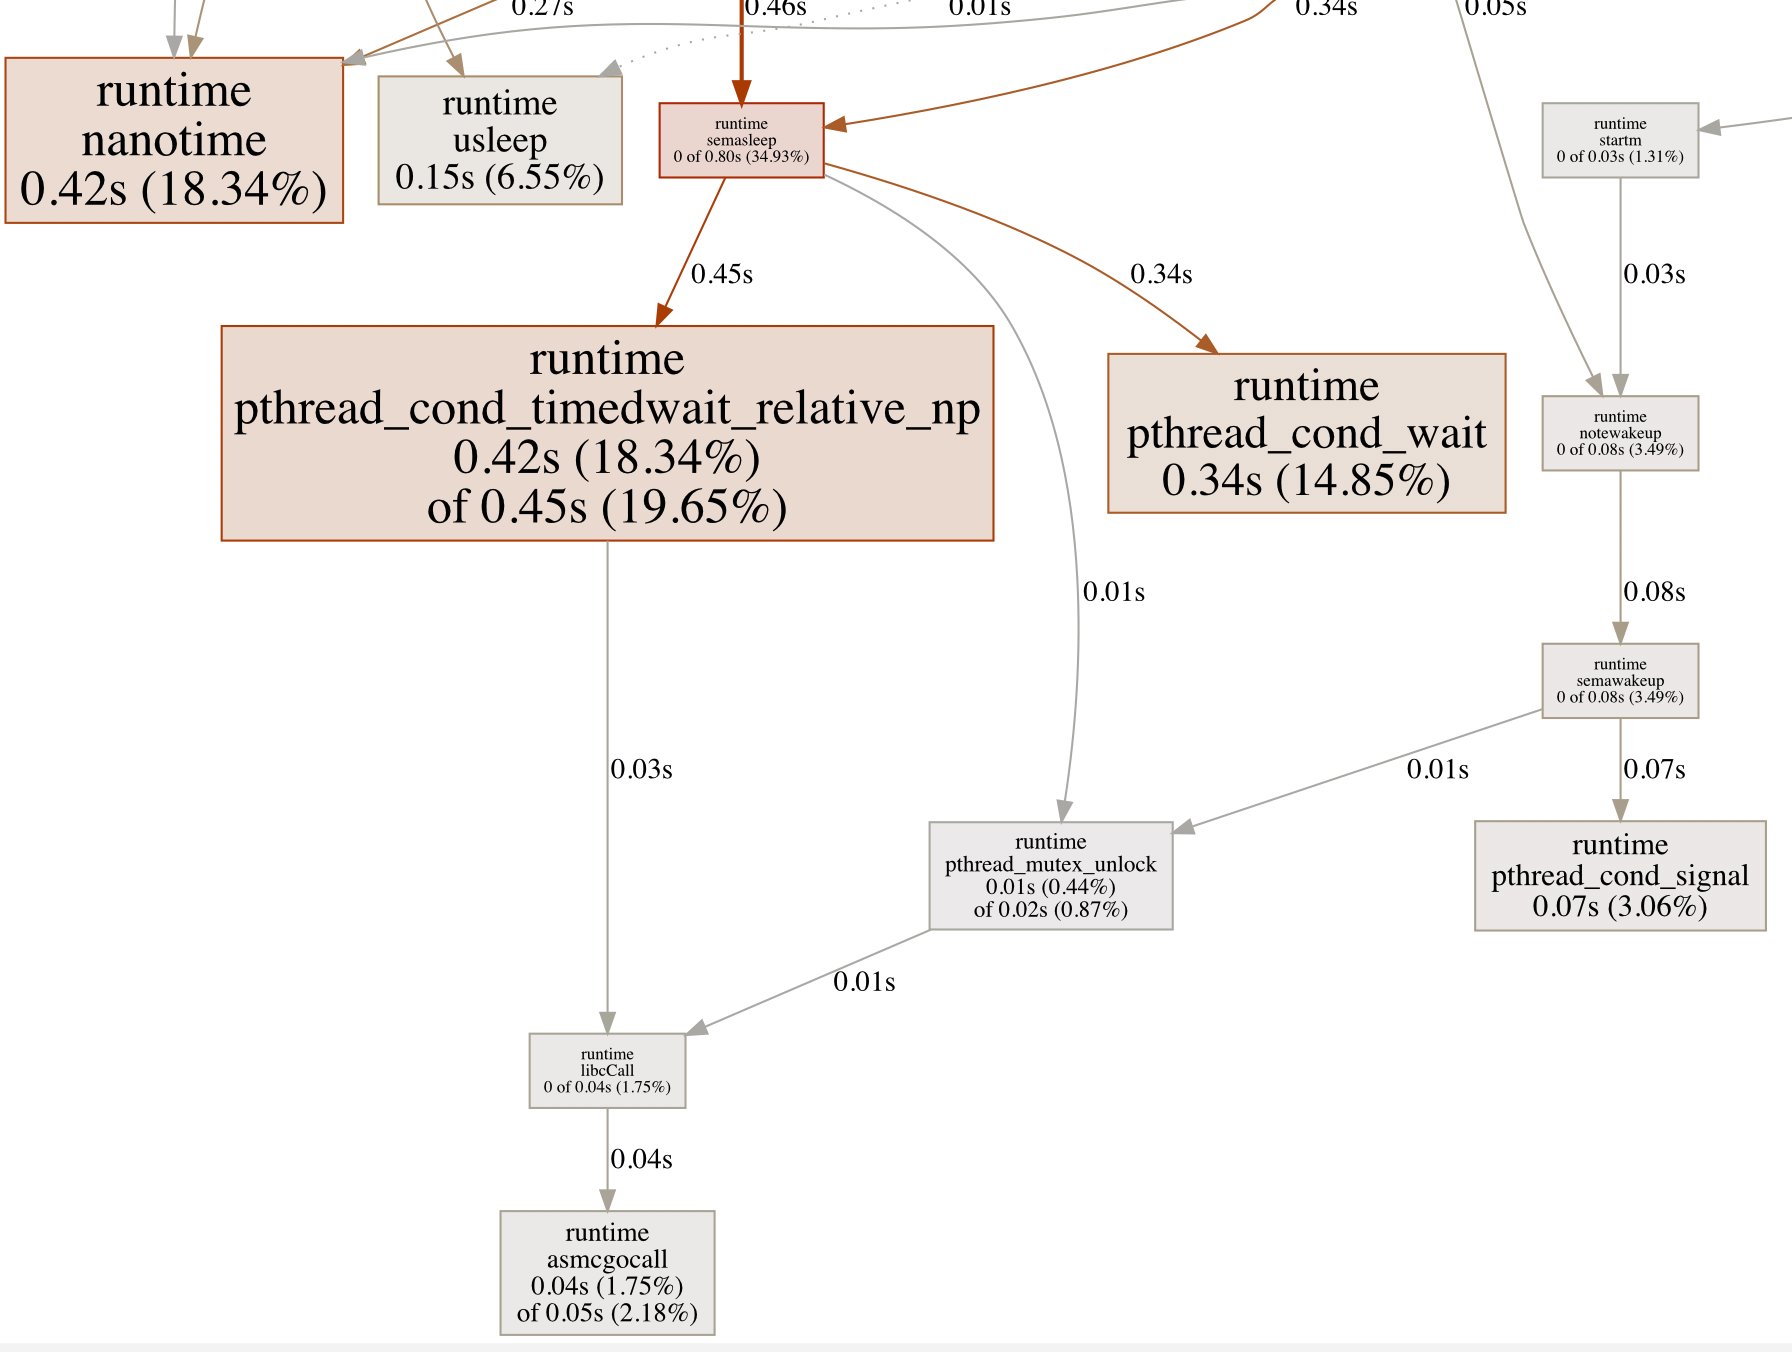 0.27s
0.46s
0.01s
0.34s
0.05s
runtime
nanotime
0.42s (18.34%)
runtime
usleep
0.15s (6.55%)
runtime
semasleep
0 of 0.80s (34.93%)
runtime
startm
0 of 0.03s (1.31%)
0.45s
0.34s
0.03s
runtime
pthread_cond_timedwait_relative_np
0.42s (18.34%)
of 0.45s (19.65%)
runtime
pthread_cond_wait
0.34s (14.85%)
runtime
notewakeup
0 of 0.08s (3.49%)
0.01s
0.08s
runtime
semawakeup
0 of 0.08s (3.49%)
0.03s
0.01s
0.07s
runtime
pthread_mutex_unlock
0.01s (0.44%)
of 0.02s (0.87%)
runtime
pthread_cond_signal
0.07s (3.06%)
0.01s
runtime
libcCall
0 of 0.04s (1.75%)
0.04s
runtime
asmcgocall
0.04s (1.75%)
of 0.05s (2.18%)